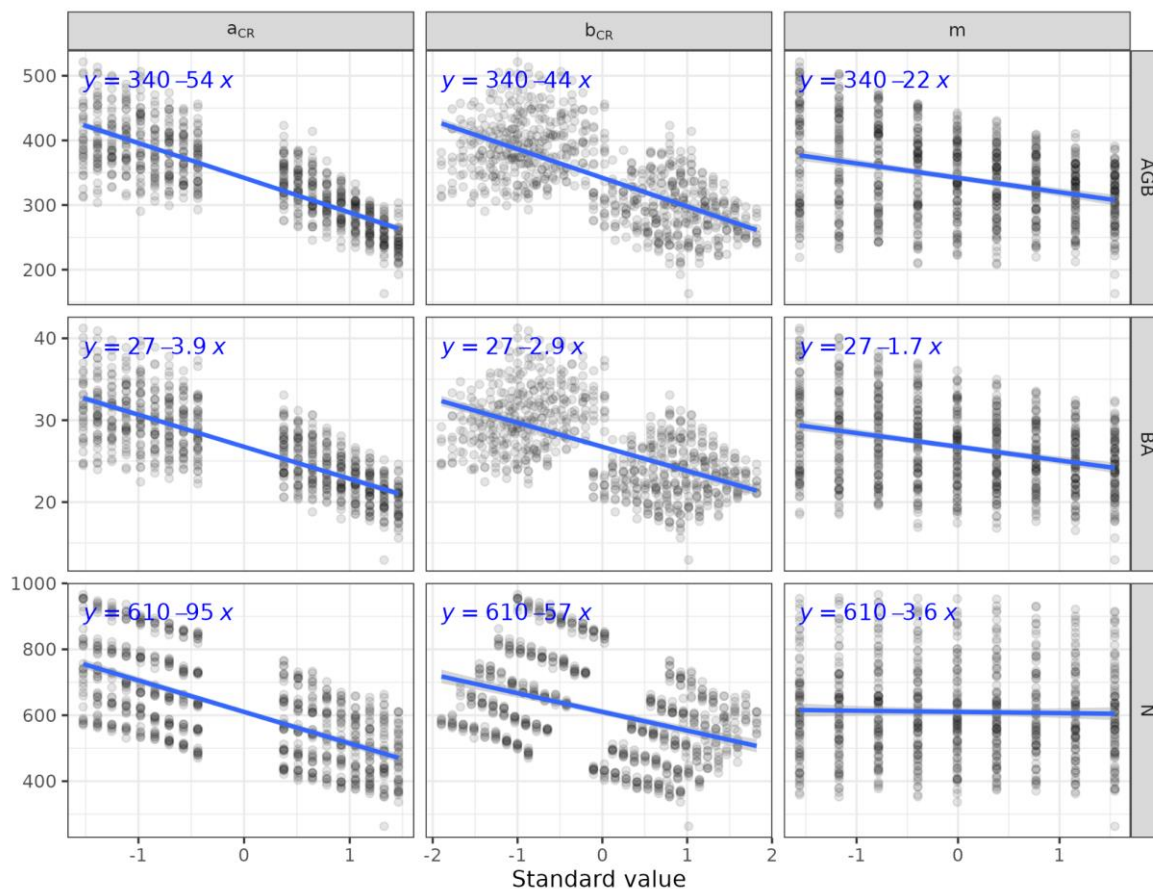 a_CR b_CR m
y = 340 –54 x y = 340 –44 x y = 340 –22 x
500
400
300
200
AGB
y = 27 –3.9 x y = 27 –2.9 x y = 27 –1.7 x
40
30
20
BA
y = 610 –95 x y = 610 –57 x y = 610 –3.6 x
1000
800
600
400
N
-1 0 1 -2 -1 0 1 2 -1 0 1
Standard value